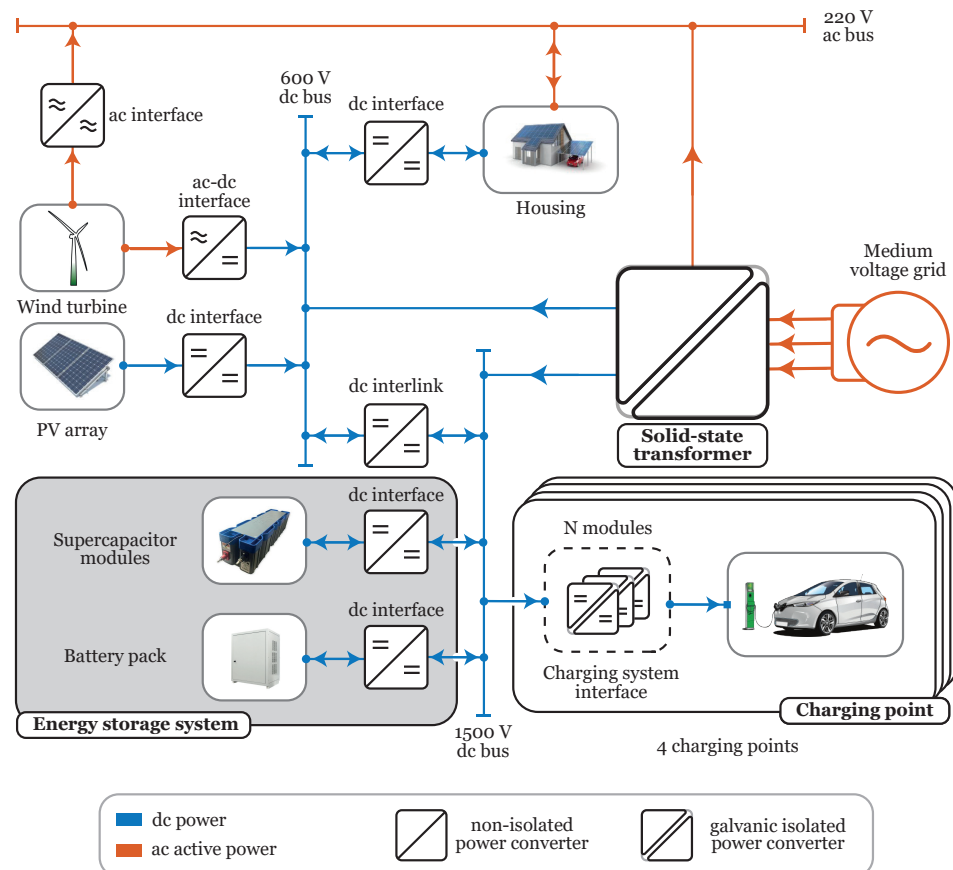 220 V
ac bus
600 V
dc bus
dc interface
ac interface
ac-dc
interface
Housing
Wind turbine
Medium
voltage grid
dc interface
PV array
dc interlink
Solid-state
transformer
dc interface
Supercapacitor
modules
N modules
dc interface
Battery pack
Charging system
interface
Energy storage system
Charging point
1500 V
dc bus
4 charging points
dc power
ac active power
non-isolated
power converter
galvanic isolated
power converter